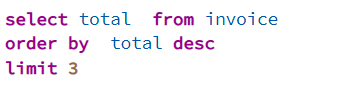 select total  from invoice
order by  total desc
limit 3